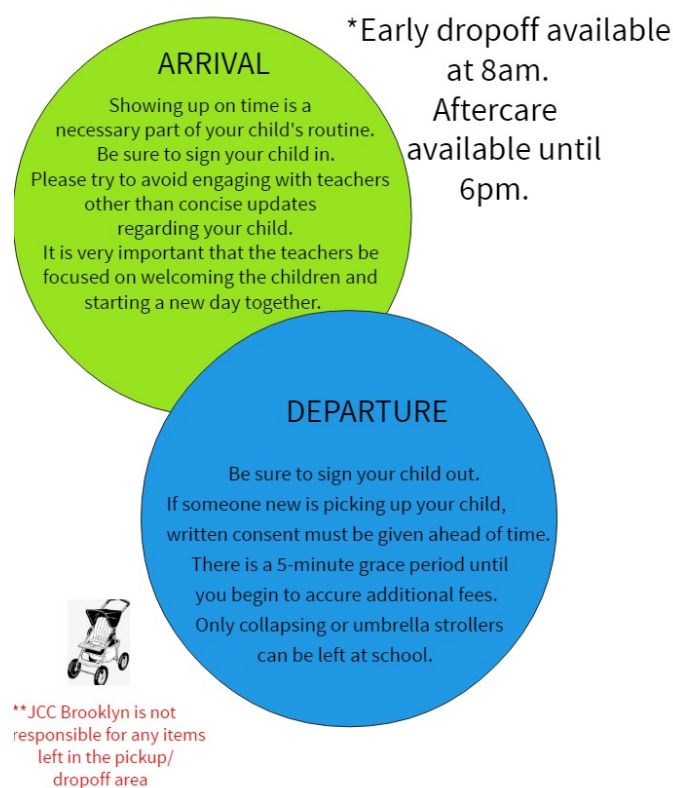 ARRIVAL
Showing up on time is a
necessary part of your child's routine.
Be sure to sign your child in.
Please try to avoid engaging with teachers
other than concise updates
regarding your child.
It is very important that the teachers be
focused on welcoming the children and
starting a new day together.
*Early dropoff available
at 8am.
Aftercare
available until
6pm.
DEPARTURE
Be sure to sign your child out.
If someone new is picking up your child,
written consent must be given ahead of time.
There is a 5-minute grace period until
you begin to accure additional fees.
Only collapsing or umbrella strollers
can be left at school.
**JCC Brooklyn is not
responsible for any items
left in the pickup/
dropoff area